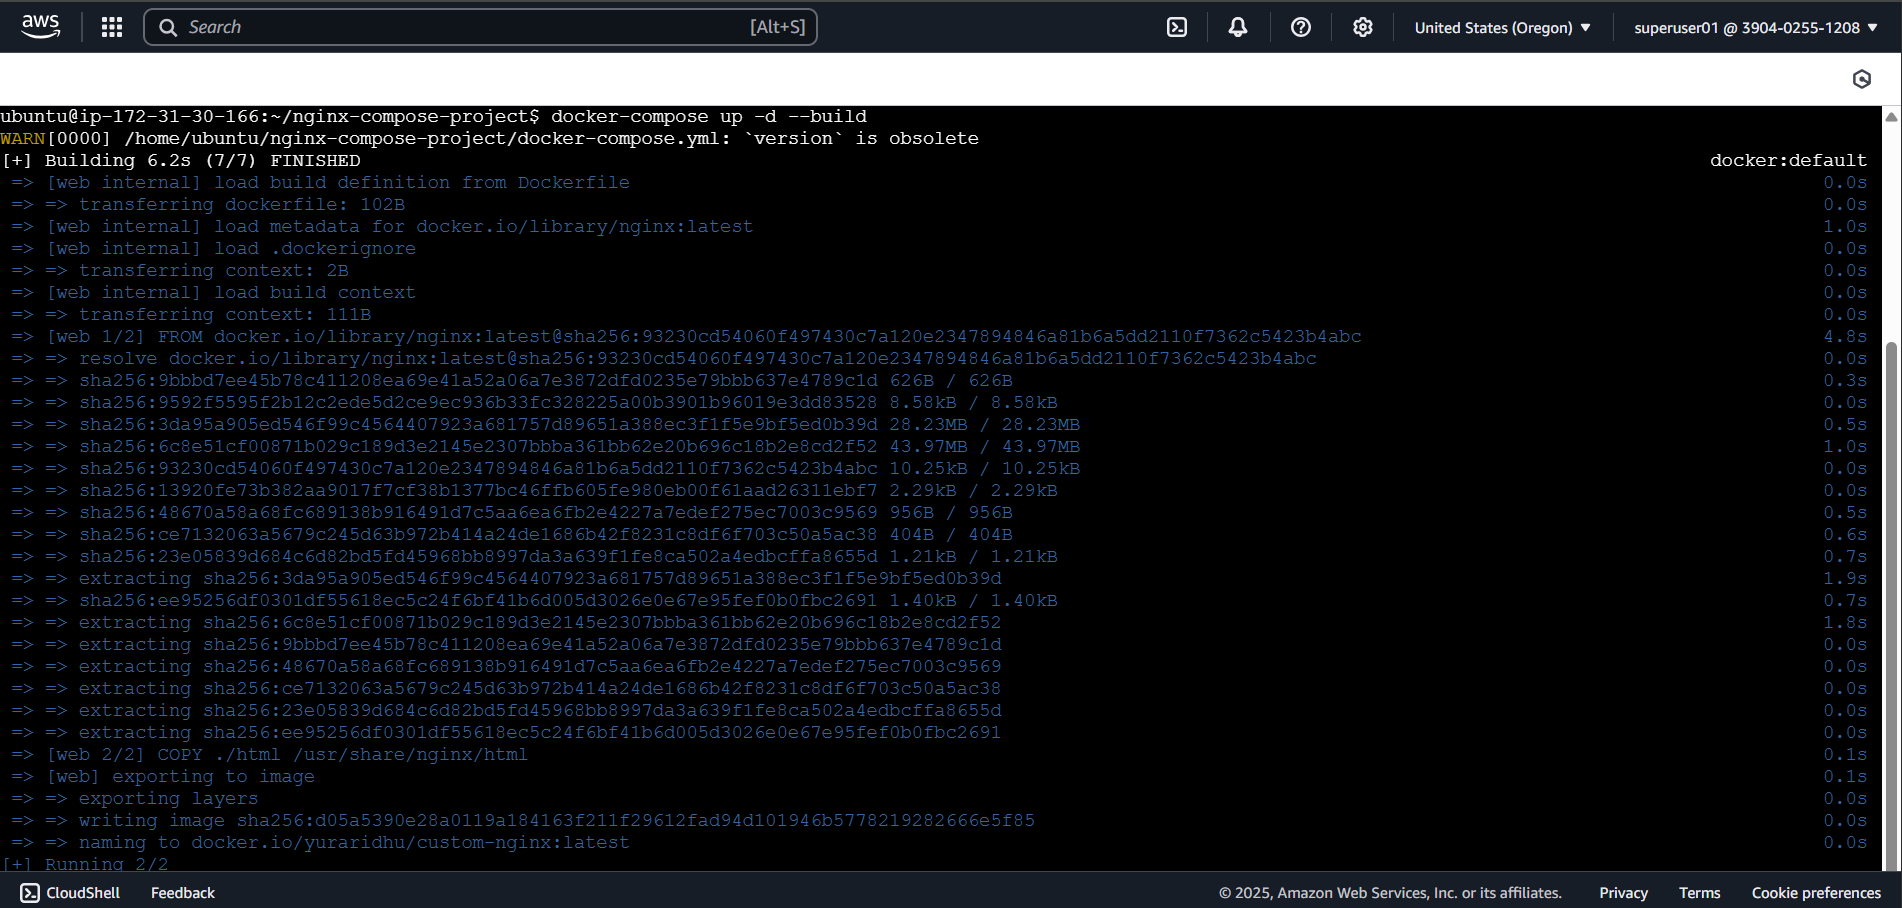 aws
Search [Alt+S]
United States (Oregon) ▼
superuser01 @ 3904-0255-1208 ▼
ubuntu@ip-172-31-30-166:~/nginx-compose-project$ docker-compose up -d --build
WARN[0000] /home/ubuntu/nginx-compose-project/docker-compose.yml: `version` is obsolete
[+] Building 6.2s (7/7) FINISHED docker:default
=> [web internal] load build definition from Dockerfile 0.0s
=> => transferring dockerfile: 102B 0.0s
=> [web internal] load metadata for docker.io/library/nginx:latest 1.0s
=> [web internal] load .dockerignore 0.0s
=> => transferring context: 2B 0.0s
=> [web internal] load build context 0.0s
=> => transferring context: 111B 0.0s
=> [web 1/2] FROM docker.io/library/nginx:latest@sha256:93230cd54060f497430c7a120e2347894846a81b6a5dd2110f7362c5423b4abc 4.8s
=> => resolve docker.io/library/nginx:latest@sha256:93230cd54060f497430c7a120e2347894846a81b6a5dd2110f7362c5423b4abc 0.0s
=> => sha256:9bbbd7ee45b78c411208ea69e41a52a06a7e3872dfd0235e79bbb637e4789c1d 626B / 626B 0.3s
=> => sha256:9592f5595f2b12c2ede5d2ce9ec936b33fc328225a00b3901b96019e3dd83528 8.58kB / 8.58kB 0.0s
=> => sha256:3da95a905ed546f99c4564407923a681757d89651a388ec3f1f5e9bf5ed0b39d 28.23MB / 28.23MB 0.5s
=> => sha256:6c8e51cf00871b029c189d3e2145e2307bbba361bb62e20b696c18b2e8cd2f52 43.97MB / 43.97MB 1.0s
=> => sha256:93230cd54060f497430c7a120e2347894846a81b6a5dd2110f7362c5423b4abc 10.25kB / 10.25kB 0.0s
=> => sha256:13920fe73b382aa9017f7cf38b1377bc46ffb605fe980eb00f61aad26311ebf7 2.29kB / 2.29kB 0.0s
=> => sha256:48670a58a68fc689138b916491d7c5aa6ea6fb2e4227a7edef275ec7003c9569 956B / 956B 0.5s
=> => sha256:ce7132063a5679c245d63b972b414a24de1686b42f8231c8df6f703c50a5ac38 404B / 404B 0.6s
=> => sha256:23e05839d684c6d82bd5fd45968bb8997da3a639f1fe8ca502a4edbcffa8655d 1.21kB / 1.21kB 0.7s
=> => extracting sha256:3da95a905ed546f99c4564407923a681757d89651a388ec3f1f5e9bf5ed0b39d 1.9s
=> => sha256:ee95256df0301df55618ec5c24f6bf41b6d005d3026e0e67e95fef0b0fbc2691 1.40kB / 1.40kB 0.7s
=> => extracting sha256:6c8e51cf00871b029c189d3e2145e2307bbba361bb62e20b696c18b2e8cd2f52 1.8s
=> => extracting sha256:9bbbd7ee45b78c411208ea69e41a52a06a7e3872dfd0235e79bbb637e4789c1d 0.0s
=> => extracting sha256:48670a58a68fc689138b916491d7c5aa6ea6fb2e4227a7edef275ec7003c9569 0.0s
=> => extracting sha256:ce7132063a5679c245d63b972b414a24de1686b42f8231c8df6f703c50a5ac38 0.0s
=> => extracting sha256:23e05839d684c6d82bd5fd45968bb8997da3a639f1fe8ca502a4edbcffa8655d 0.0s
=> => extracting sha256:ee95256df0301df55618ec5c24f6bf41b6d005d3026e0e67e95fef0b0fbc2691 0.0s
=> [web 2/2] COPY ./html /usr/share/nginx/html 0.1s
=> [web] exporting to image 0.1s
=> => exporting layers 0.0s
=> => writing image sha256:d05a5390e28a0119a184163f211f29612fad94d101946b5778219282666e5f85 0.0s
=> => naming to docker.io/yuraridhu/custom-nginx:latest 0.0s
[+] Running 2/2
CloudShell Feedback © 2025, Amazon Web Services, Inc. or its affiliates. Privacy Terms Cookie preferences